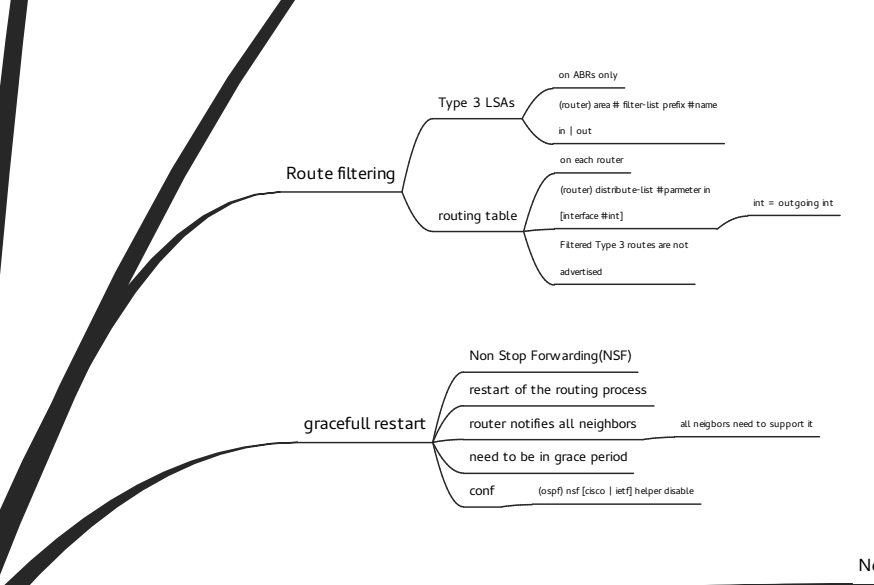 on ABRs only
Type 3 LSAs
(router) area # filter-list prefix #name
in | out
Route filtering
on each router
(router) distribute-list #parmeter in
[interface #int]
int = outgoing int
routing table
Filtered Type 3 routes are not
advertised
Non Stop Forwarding(NSF)
restart of the routing process
gracefull restart
router notifies all neighbors
all neigbors need to support it
need to be in grace period
conf
(ospf) nsf [cisco | ietf] helper disable